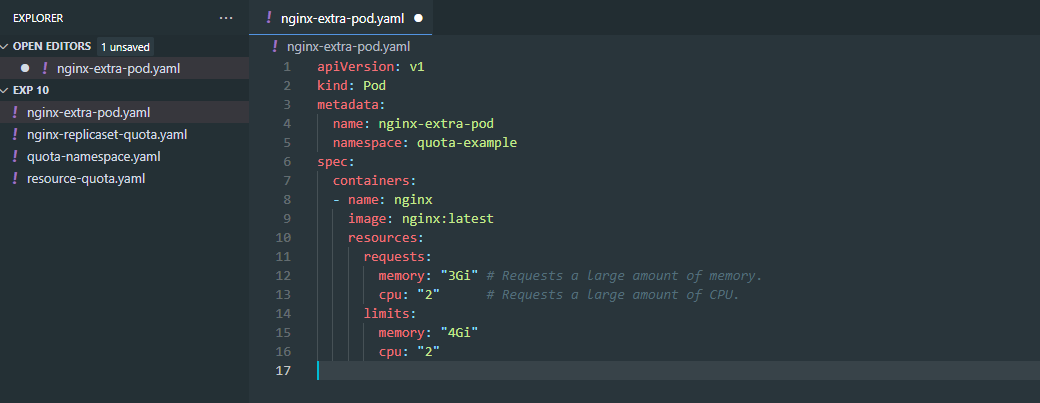 EXPLORER
···
! nginx-extra-pod.yaml ●
OPEN EDITORS 1 unsaved
● ! nginx-extra-pod.yaml
EXP 10
! nginx-extra-pod.yaml
! nginx-replicaset-quota.yaml
! quota-namespace.yaml
! resource-quota.yaml
! nginx-extra-pod.yaml
1 apiVersion: v1
2 kind: Pod
3 metadata:
4   name: nginx-extra-pod
5   namespace: quota-example
6 spec:
7   containers:
8   - name: nginx
9     image: nginx:latest
10     resources:
11       requests:
12         memory: "3Gi" # Requests a large amount of memory.
13         cpu: "2"      # Requests a large amount of CPU.
14       limits:
15         memory: "4Gi"
16         cpu: "2"
17